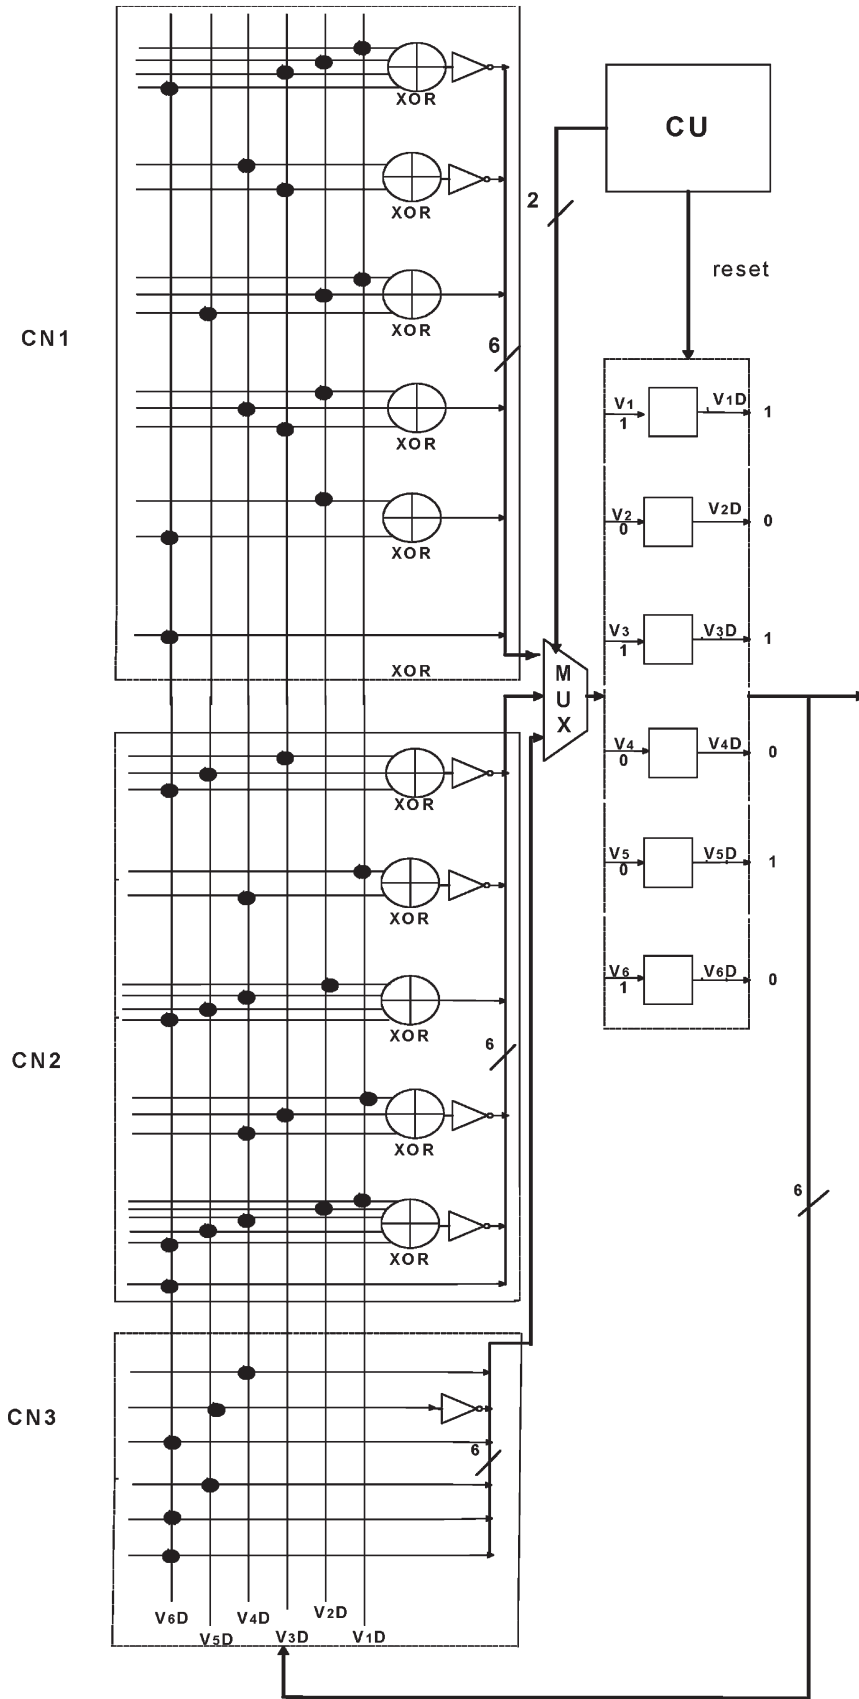 XOR
CU
XOR
2
reset
XOR
CN1
6
V1
1
V1D
1
XOR
V2
0
V2D
0
XOR
V3
1
V3D
1
XOR
MUX
V4
0
V4D
0
XOR
V5
0
V5D
1
XOR
V6
1
V6D
0
XOR
CN2
6
XOR
6
XOR
CN3
6
V6D
V5D
V4D
V3D
V2D
V1D